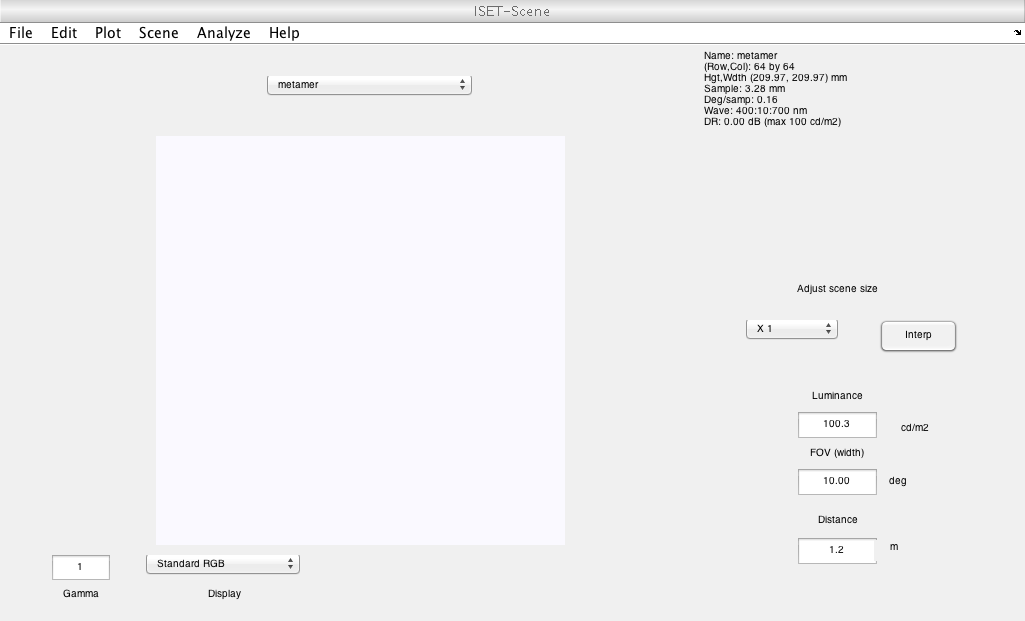 ISET-Scene
File Edit Plot Scene Analyze Help
metamer
Name: metamer
(Row,Col): 64 by 64
Hgt,Wdth (209.97, 209.97) mm
Sample: 3.28 mm
Deg/samp: 0.16
Wave: 400:10:700 nm
DR: 0.00 dB (max 100 cd/m2)
Adjust scene size
X 1
Interp
Luminance
100.3 cd/m2
FOV (width)
10.00 deg
Distance
1.2 m
1
Standard RGB
Gamma
Display